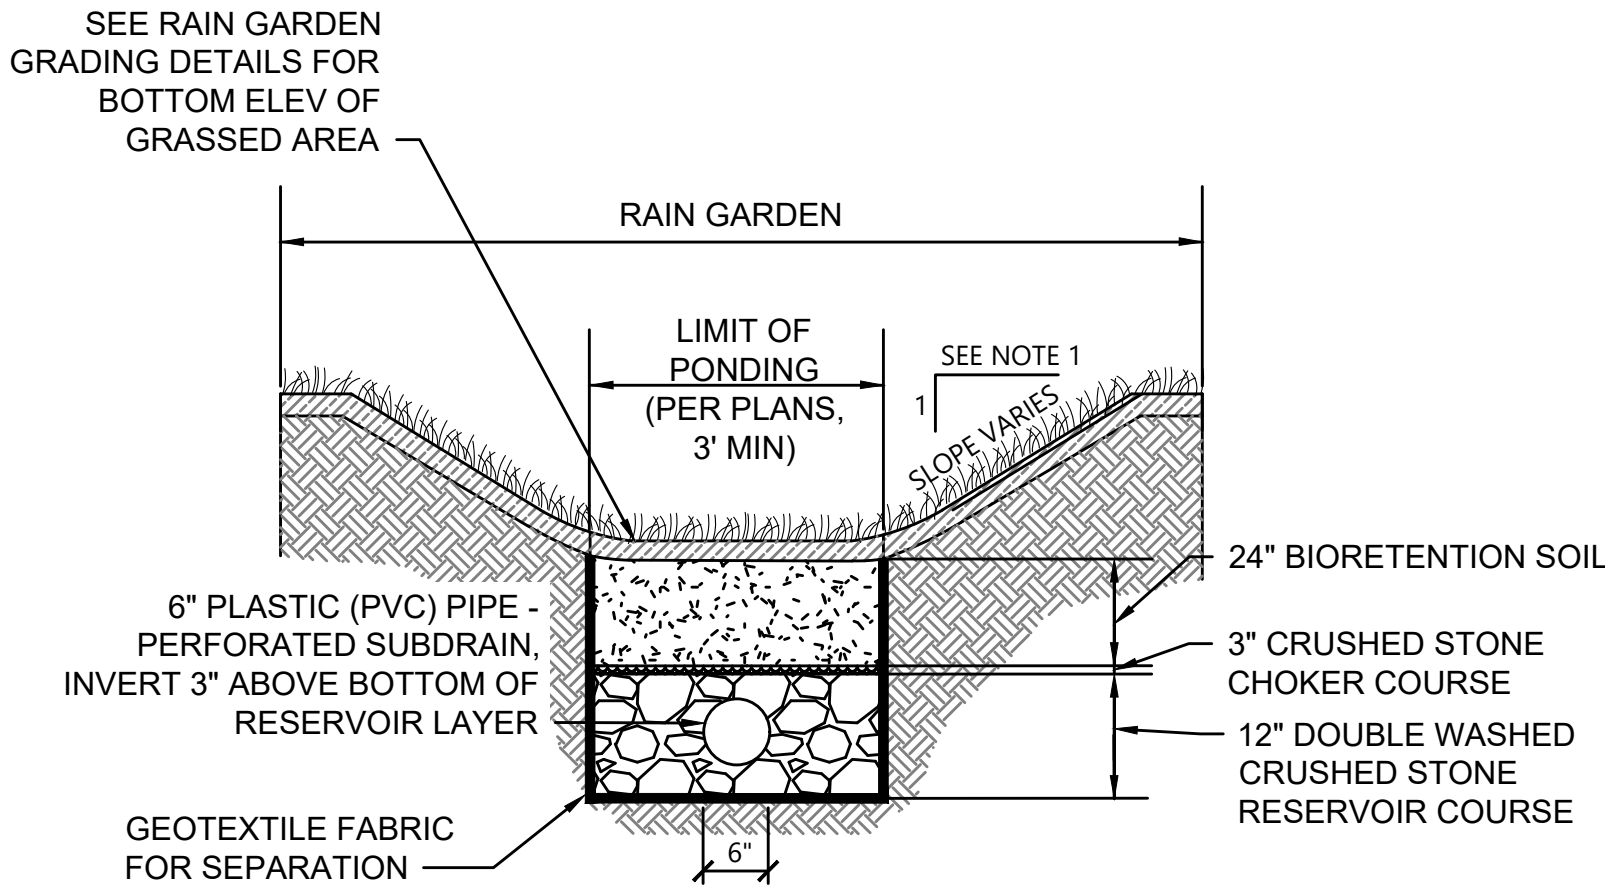 SEE RAIN GARDEN
GRADING DETAILS FOR
BOTTOM ELEV OF
GRASSED AREA
RAIN GARDEN
LIMIT OF
PONDING
(PER PLANS,
3' MIN)
SEE NOTE 1
1
SLOPE VARIES
24" BIORETENTION SOIL
6" PLASTIC (PVC) PIPE -
PERFORATED SUBDRAIN,
INVERT 3" ABOVE BOTTOM OF
RESERVOIR LAYER
3" CRUSHED STONE
CHOKER COURSE
12" DOUBLE WASHED
CRUSHED STONE
RESERVOIR COURSE
GEOTEXTILE FABRIC
FOR SEPARATION
6"